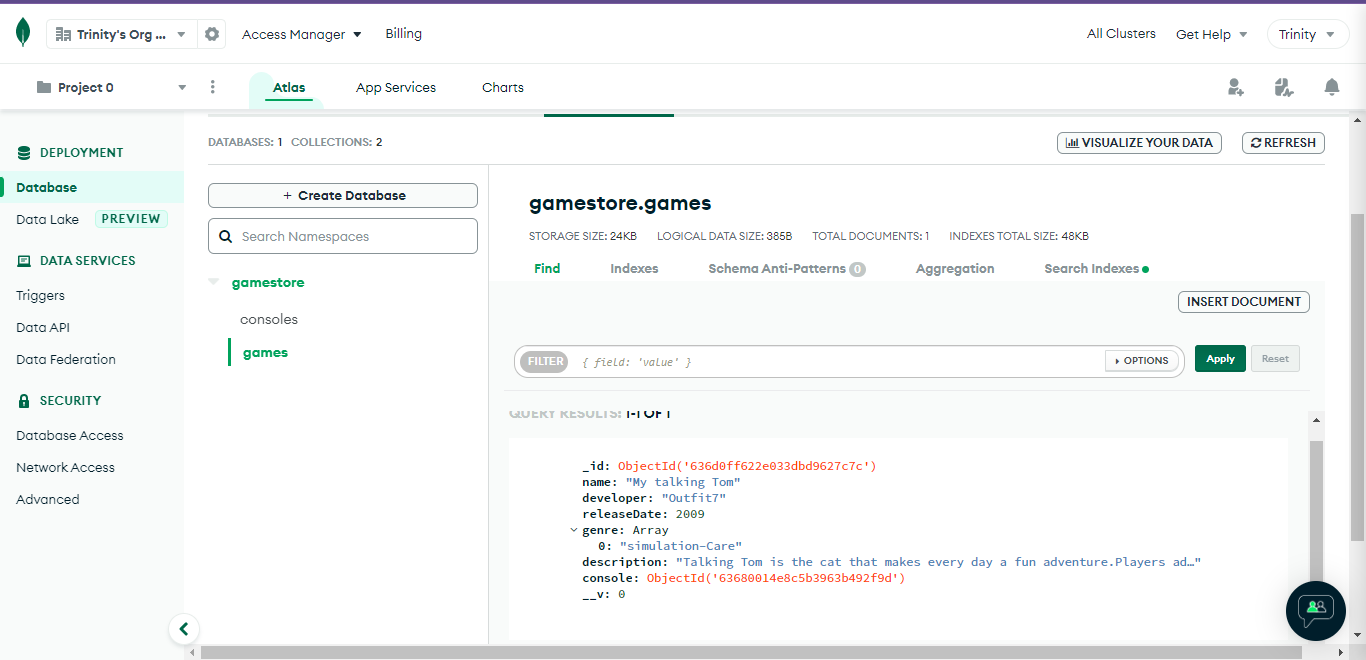 Trinity's Org ...
Access Manager
Billing
All Clusters
Get Help
Trinity
Project 0
Atlas
App Services
Charts
DEPLOYMENT
Database
Data Lake PREVIEW
DATA SERVICES
Triggers
Data API
Data Federation
SECURITY
Database Access
Network Access
Advanced
DATABASES: 1 COLLECTIONS: 2
VISUALIZE YOUR DATA
REFRESH
+ Create Database
Search Namespaces
gamestore
consoles
games
gamestore.games
STORAGE SIZE: 24KB LOGICAL DATA SIZE: 385B TOTAL DOCUMENTS: 1 INDEXES TOTAL SIZE: 48KB
Find Indexes Schema Anti-Patterns 0 Aggregation Search Indexes
INSERT DOCUMENT
FILTER { field: 'value' } OPTIONS Apply Reset
QUERY RESULTS: 1-1 OF 1
_id: ObjectId('636d0ff622e033dbd9627c7c')
name: "My talking Tom"
developer: "Outfit7"
releaseDate: 2009
genre: Array
0: "simulation-Care"
description: "Talking Tom is the cat that makes every day a fun adventure.Players ad…"
console: ObjectId('63680014e8c5b3963b492f9d')
__v: 0